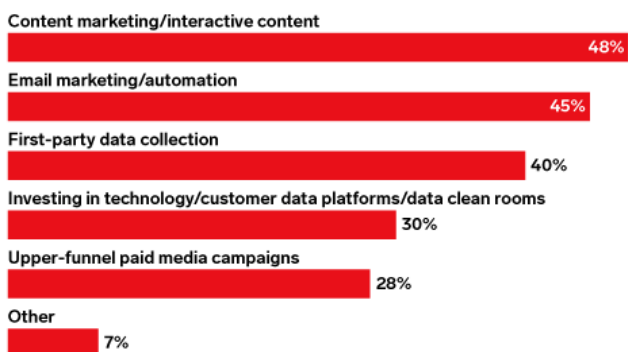 Content marketing/interactive content
48%
Email marketing/automation
45%
First-party data collection
40%
Investing in technology/customer data platforms/data clean rooms
30%
Upper-funnel paid media campaigns
28%
Other
7%